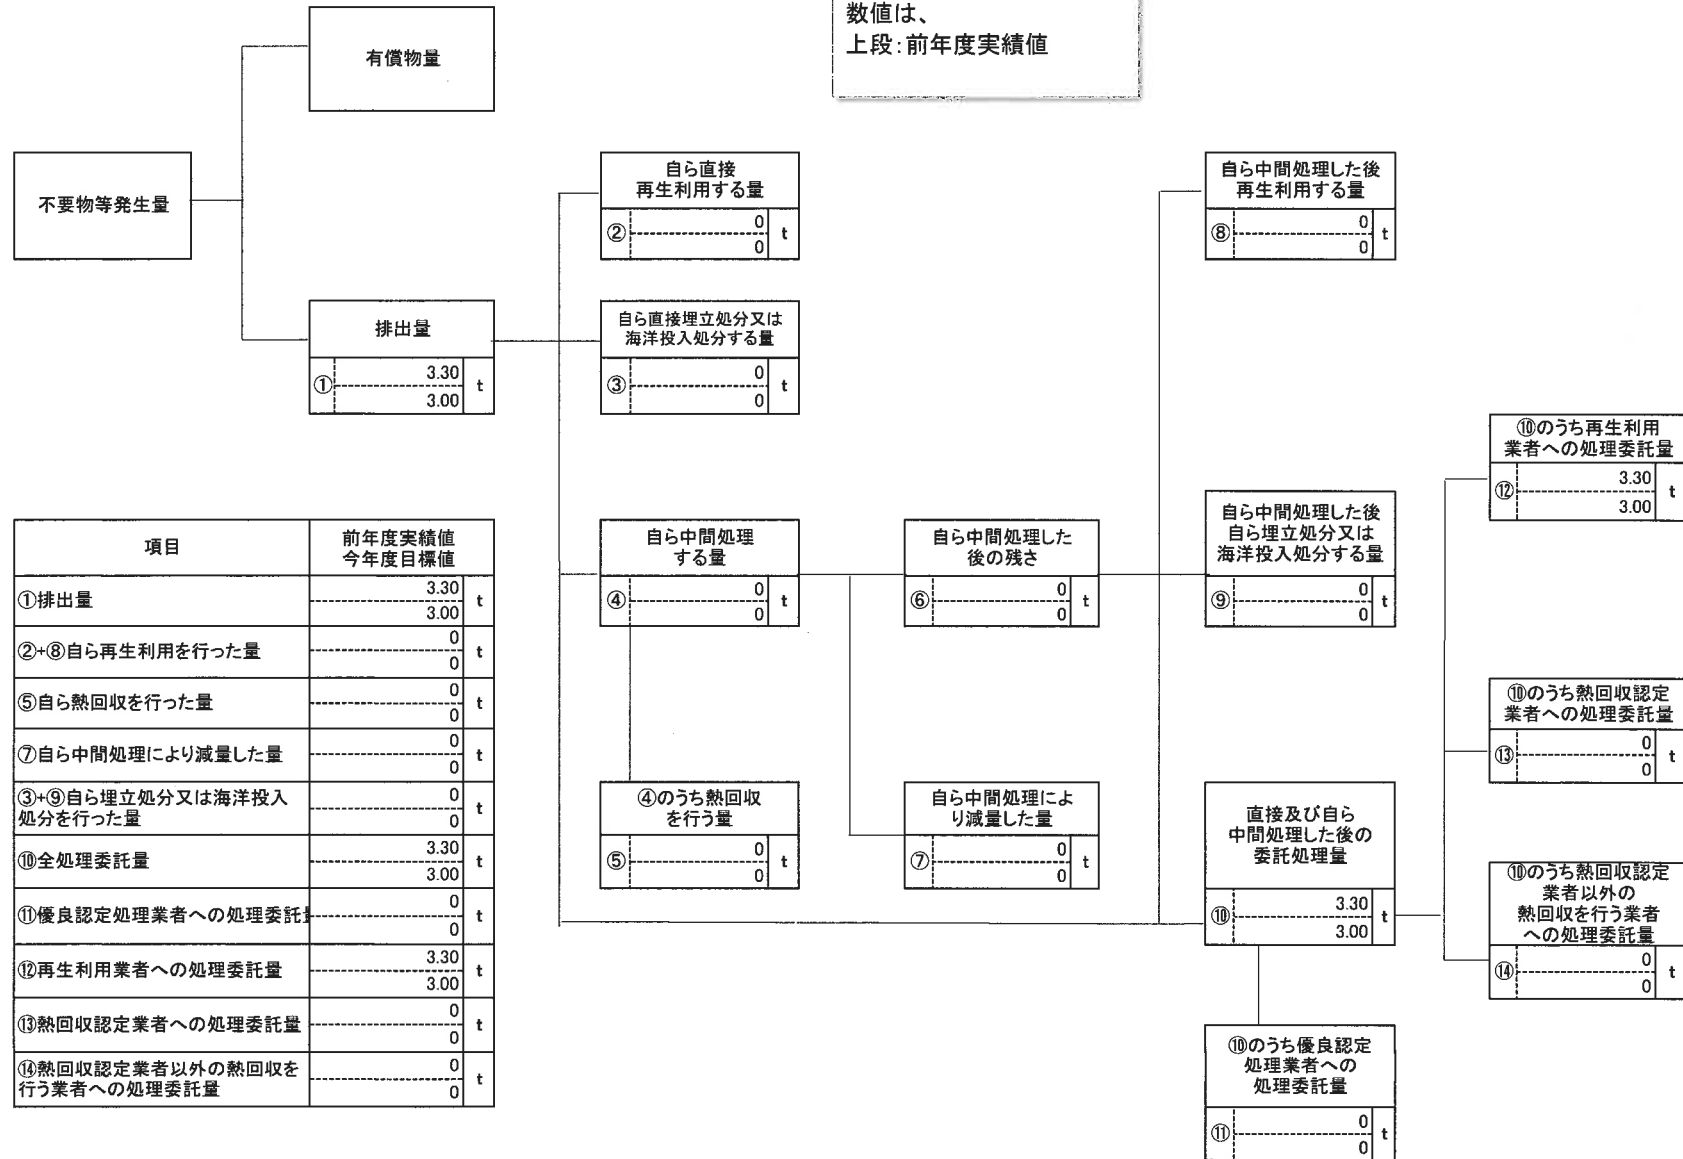 数値は、
上段:前年度実績値
有償物量
不要物等発生量
排出量
①
3.30
3.00
t
自ら直接
再生利用する量
②
0
0
t
自ら直接埋立処分又は
海洋投入処分する量
③
0
0
t
自ら中間処理した後
再生利用する量
⑧
0
0
t
自ら中間処理
する量
④
0
0
t
自ら中間処理した
後の残さ
⑥
0
0
t
自ら中間処理した後
自ら埋立処分又は
海洋投入処分する量
⑨
0
0
t
④のうち熱回収
を行う量
⑤
0
0
t
自ら中間処理によ
り減量した量
⑦
0
0
t
直接及び自ら
中間処理した後の
委託処理量
⑩
3.30
3.00
t
⑩のうち再生利用
業者への処理委託量
⑫
3.30
3.00
t
⑩のうち熱回収認定
業者への処理委託量
⑬
0
0
t
⑩のうち熱回収認定
業者以外の
熱回収を行う業者
への処理委託量
⑭
0
0
t
⑩のうち優良認定
処理業者への
処理委託量
⑪
0
0
t
項目
前年度実績値
今年度目標値
①排出量
3.30
3.00
t
②+⑧自ら再生利用を行った量
0
0
t
⑤自ら熱回収を行った量
0
0
t
⑦自ら中間処理により減量した量
0
0
t
③+⑨自ら埋立処分又は海洋投入
処分を行った量
0
0
t
⑩全処理委託量
3.30
3.00
t
⑪優良認定処理業者への処理委託
0
0
t
⑫再生利用業者への処理委託量
3.30
3.00
t
⑬熱回収認定業者への処理委託量
0
0
t
⑭熱回収認定業者以外の熱回収を
行う業者への処理委託量
0
0
t